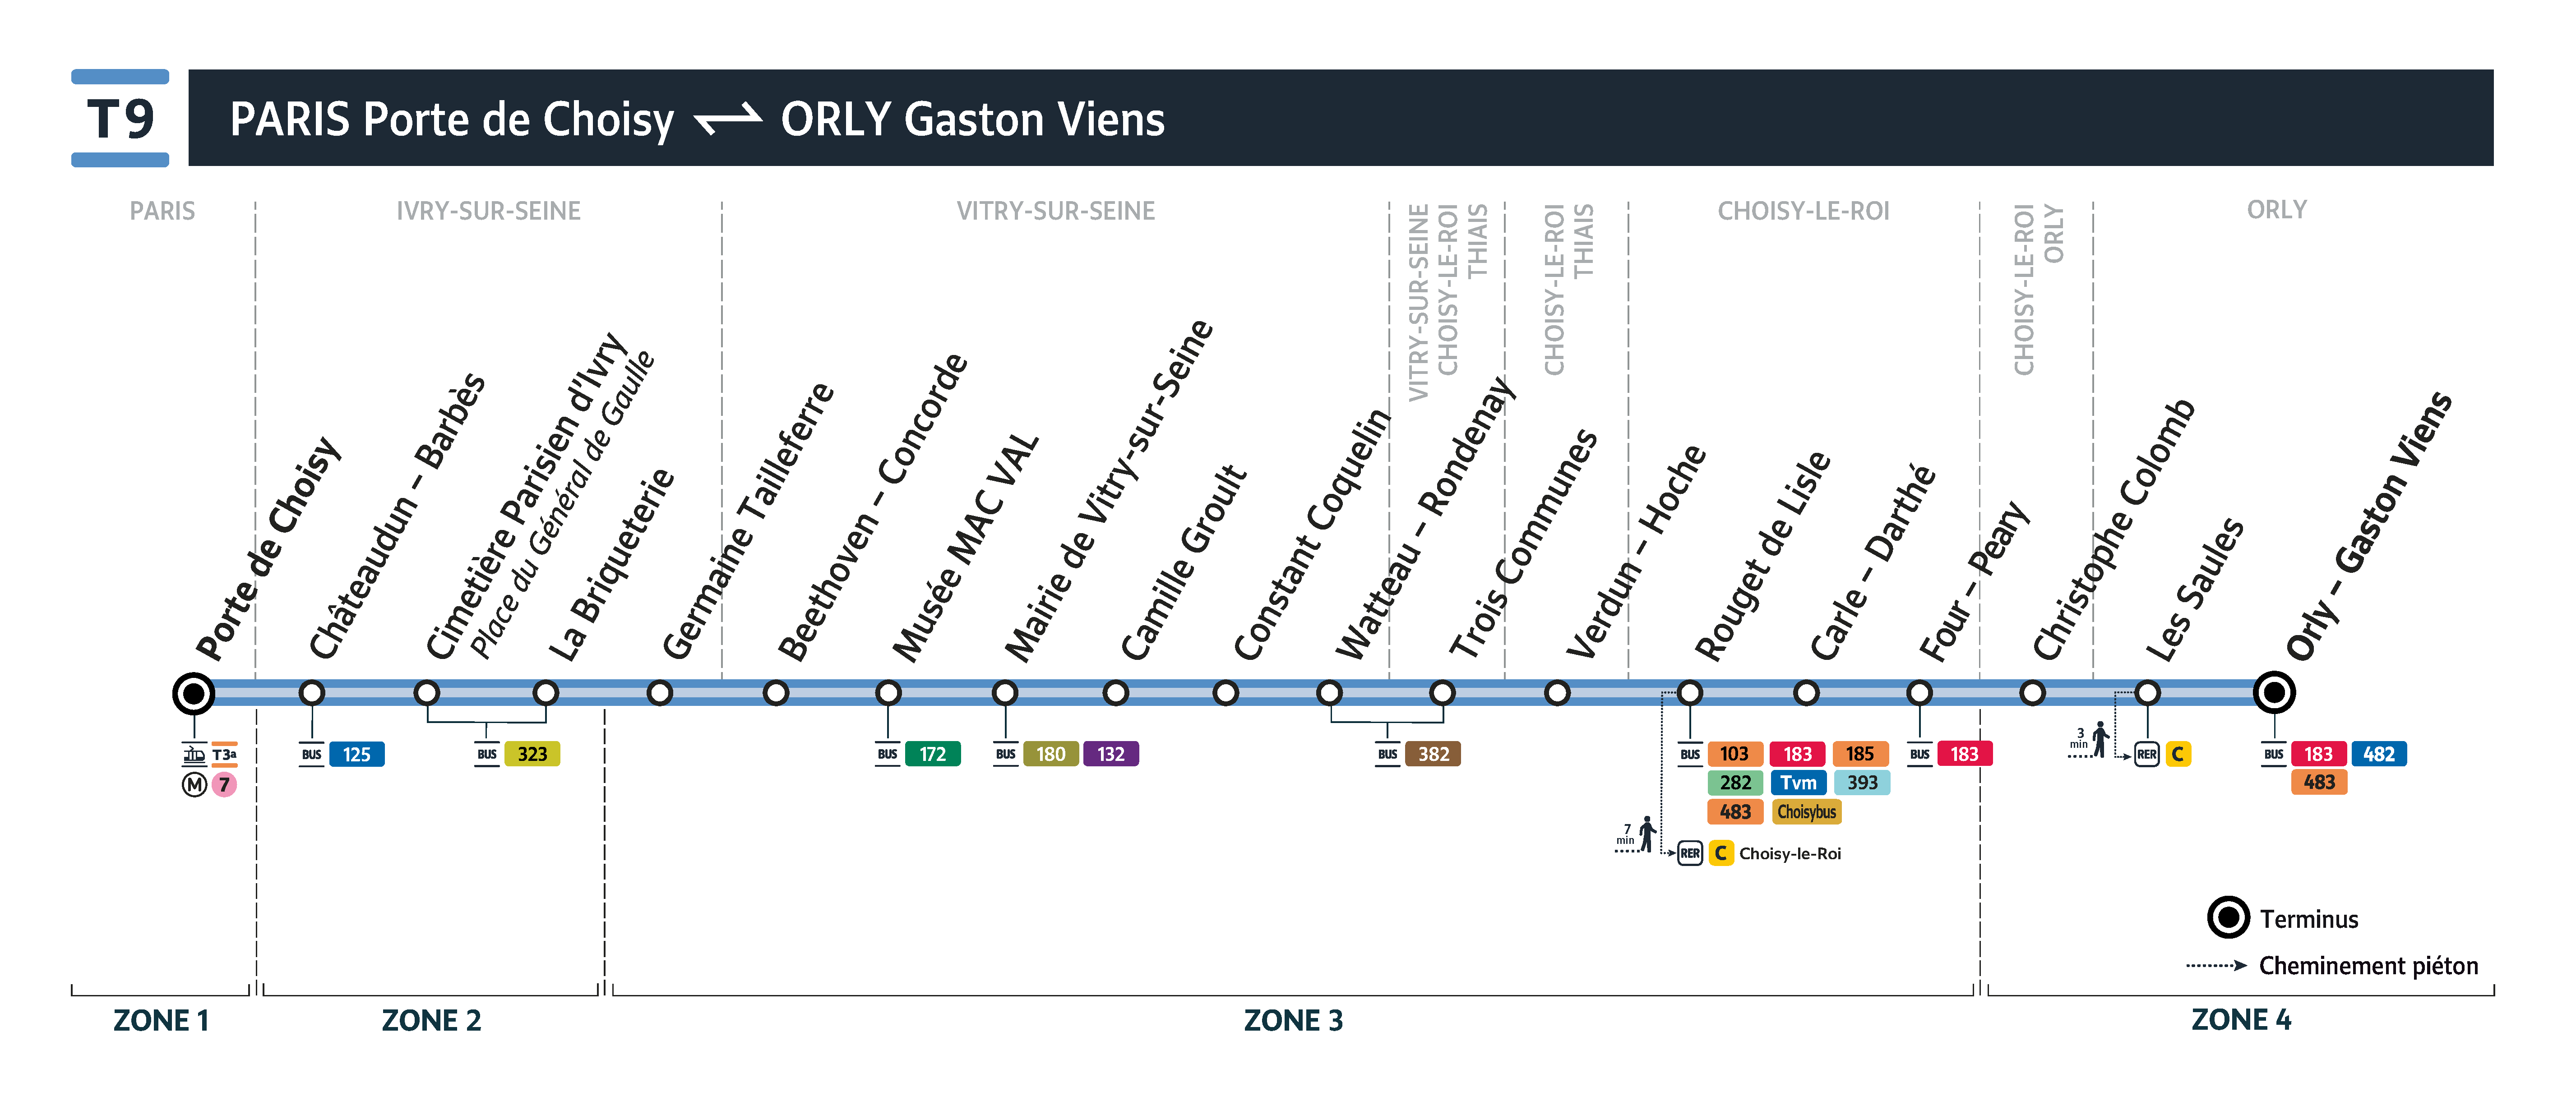 T9
PARIS Porte de Choisy ⇌ ORLY Gaston Viens
PARIS
IVRY-SUR-SEINE
VITRY-SUR-SEINE
VITRY-SUR-SEINE
CHOISY-LE-ROI
THIAIS
CHOISY-LE-ROI
THIAIS
CHOISY-LE-ROI
CHOISY-LE-ROI
ORLY
ORLY
Porte de Choisy
Châteaudun – Barbès
Cimetière Parisien d'Ivry
Place du Général de Gaulle
La Briqueterie
Germaine Tailleferre
Beethoven – Concorde
Musée MAC VAL
Mairie de Vitry-sur-Seine
Camille Groult
Constant Coquelin
Watteau – Rondenay
Trois Communes
Verdun – Hoche
Rouget de Lisle
Carle – Darthé
Four – Peary
Christophe Colomb
Les Saules
Orly – Gaston Viens
T3a
M 7
BUS 125
BUS 323
BUS 172
BUS 180 132
BUS 382
BUS 103 183 185
282 Tvm 393
483 Choisybus
7 min
RER C Choisy-le-Roi
BUS 183
3 min
RER C
BUS 183 482
483
Terminus
Cheminement piéton
ZONE 1
ZONE 2
ZONE 3
ZONE 4